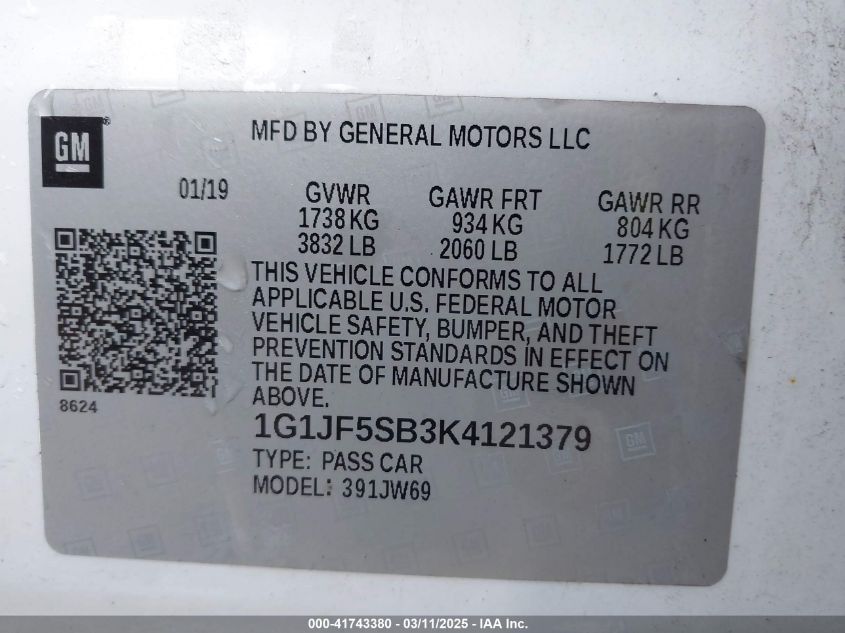 GM®
MFD BY GENERAL MOTORS LLC
01/19
GVWR GAWR FRT GAWR RR
1738 KG 934 KG 804 KG
3832 LB 2060 LB 1772 LB
THIS VEHICLE CONFORMS TO ALL
APPLICABLE U.S. FEDERAL MOTOR
VEHICLE SAFETY, BUMPER, AND THEFT
PREVENTION STANDARDS IN EFFECT ON
THE DATE OF MANUFACTURE SHOWN
ABOVE.
8624
1G1JF5SB3K4121379
TYPE: PASS CAR
MODEL: 391JW69
000-41743380 - 03/11/2025 - IAA Inc.